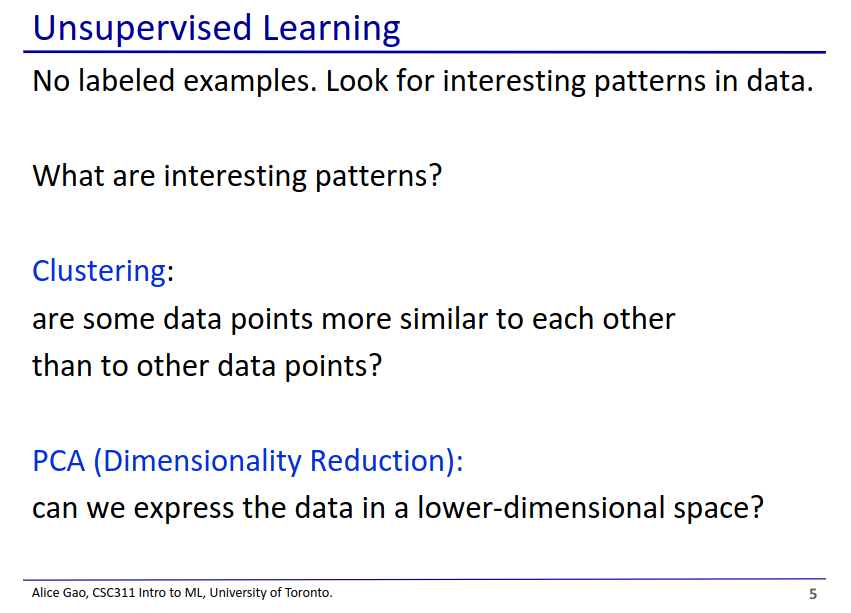 Unsupervised Learning
No labeled examples. Look for interesting patterns in data.
What are interesting patterns?
Clustering:
are some data points more similar to each other
than to other data points?
PCA (Dimensionality Reduction):
can we express the data in a lower-dimensional space?
Alice Gao, CSC311 Intro to ML, University of Toronto.
5